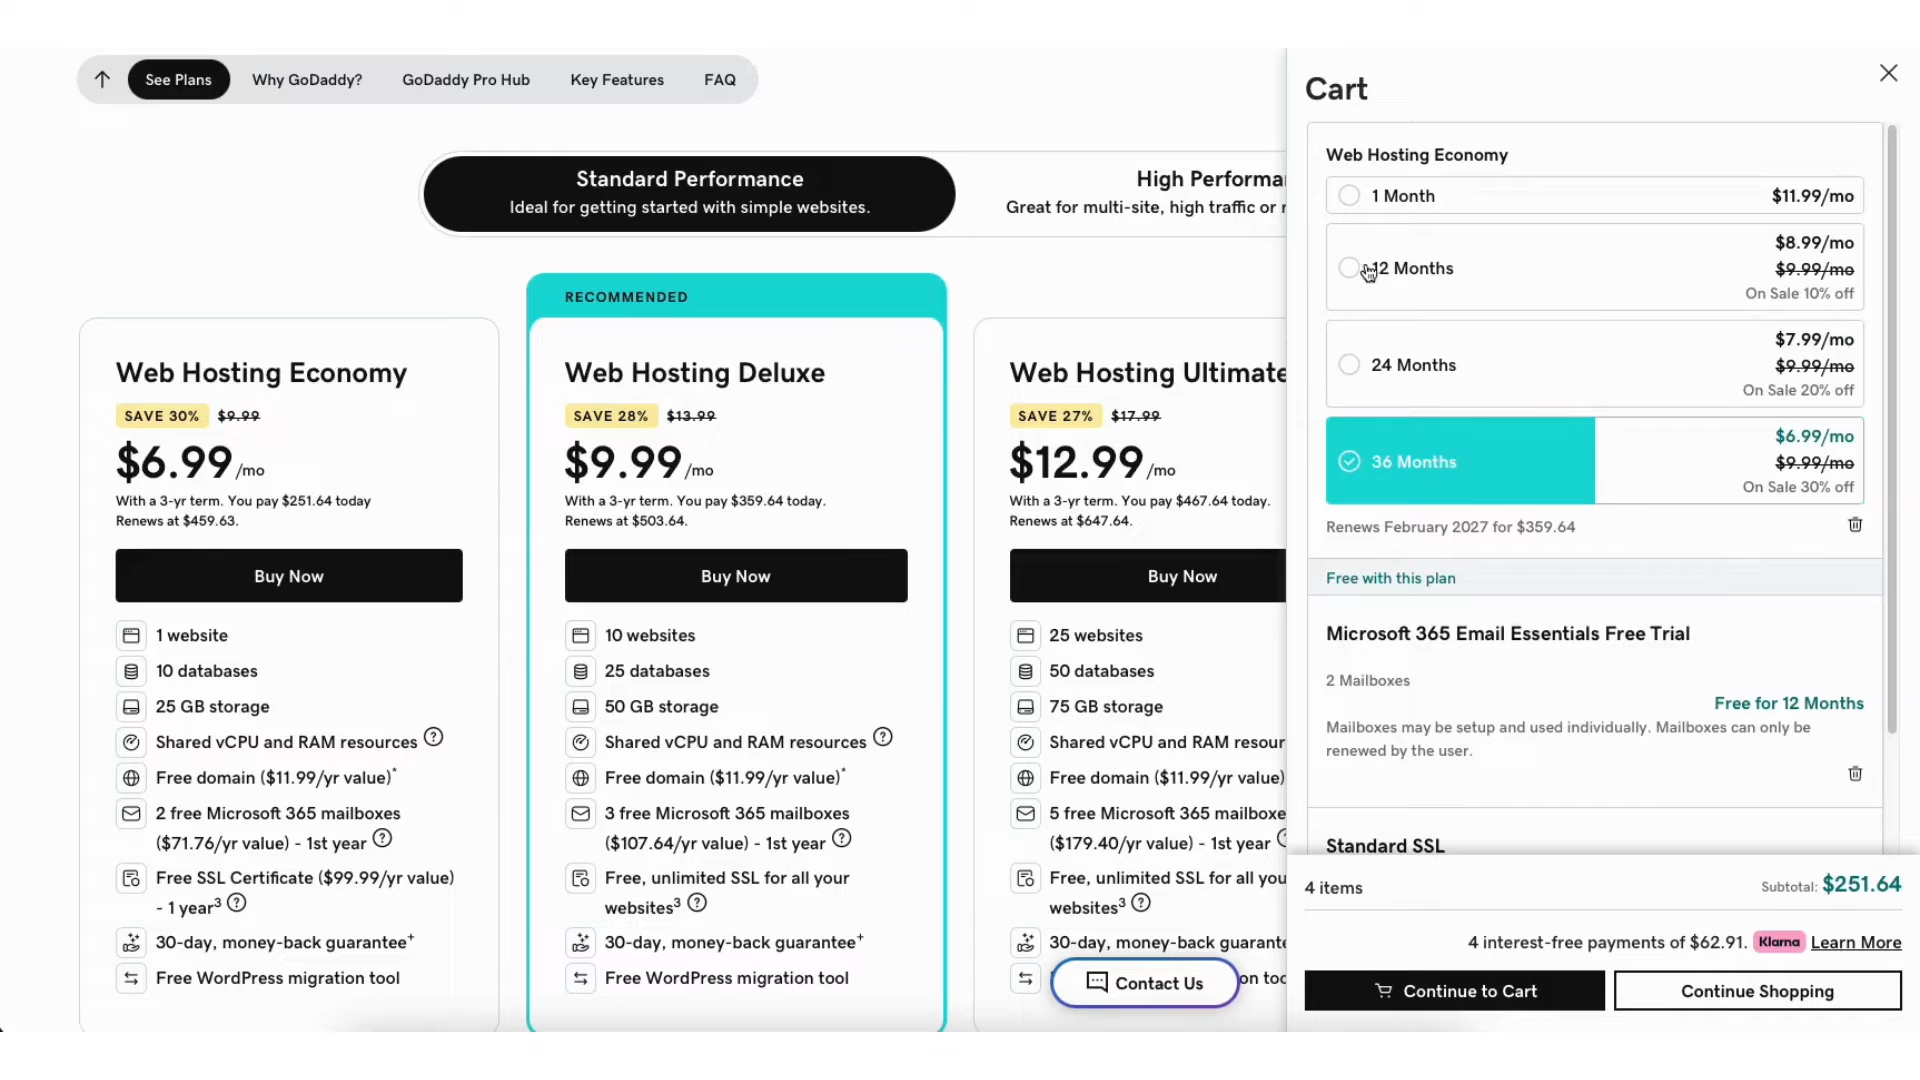 See Plans
Why GoDaddy?
GoDaddy Pro Hub
Key Features
FAQ
Standard Performance
Ideal for getting started with simple websites.
High Performa
Great for multi-site, high traffic or
RECOMMENDED
Web Hosting Economy
SAVE 30% $9.99
$6.99 /mo
With a 3-yr term. You pay $251.64 today
Renews at $459.63.
Buy Now
1 website
10 databases
25 GB storage
Shared vCPU and RAM resources ?
Free domain ($11.99/yr value)*
2 free Microsoft 365 mailboxes
($71.76/yr value) - 1st year ?
Free SSL Certificate ($99.99/yr value)
- 1 year3 ?
30-day, money-back guarantee+
Free WordPress migration tool
Web Hosting Deluxe
SAVE 28% $13.99
$9.99 /mo
With a 3-yr term. You pay $359.64 today.
Renews at $503.64.
Buy Now
10 websites
25 databases
50 GB storage
Shared vCPU and RAM resources ?
Free domain ($11.99/yr value)*
3 free Microsoft 365 mailboxes
($107.64/yr value) - 1st year ?
Free, unlimited SSL for all your
websites3 ?
30-day, money-back guarantee+
Free WordPress migration tool
Web Hosting Ultimate
SAVE 27% $17.99
$12.99 /mo
With a 3-yr term. You pay $467.64 today.
Renews at $647.64.
Buy Now
25 websites
50 databases
75 GB storage
Shared vCPU and RAM resour
Free domain ($11.99/yr value)
5 free Microsoft 365 mailboxe
($179.40/yr value) - 1st year
Free, unlimited SSL for all you
websites3 ?
30-day, money-back guarante
on too
Contact Us
Cart
Web Hosting Economy
1 Month
$11.99/mo
12 Months
$8.99/mo
$9.99/mo
On Sale 10% off
24 Months
$7.99/mo
$9.99/mo
On Sale 20% off
36 Months
$6.99/mo
$9.99/mo
On Sale 30% off
Renews February 2027 for $359.64
Free with this plan
Microsoft 365 Email Essentials Free Trial
2 Mailboxes
Free for 12 Months
Mailboxes may be setup and used individually. Mailboxes can only be
renewed by the user.
Standard SSL
4 items
Subtotal: $251.64
4 interest-free payments of $62.91. Klarna Learn More
Continue to Cart
Continue Shopping